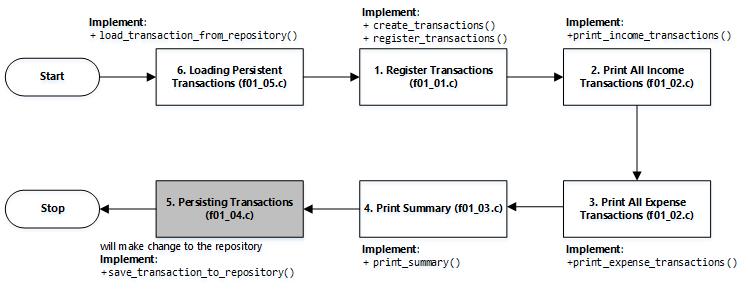 Implement:
+ load_transaction_from_repository()
Implement:
+ create_transactions()
+ register_transactions()
Implement:
+print_income_transactions()
Start
6. Loading Persistent
Transactions (f01_05.c)
1. Register Transactions
(f01_01.c)
2. Print All Income
Transactions (f01_02.c)
Stop
5. Persisting Transactions
(f01_04.c)
4. Print Summary (f01_03.c)
3. Print All Expense
Transactions (f01_02.c)
will make change to the repository
Implement:
+save_transaction_to_repository()
Implement:
+ print_summary()
Implement:
+print_expense_transactions()